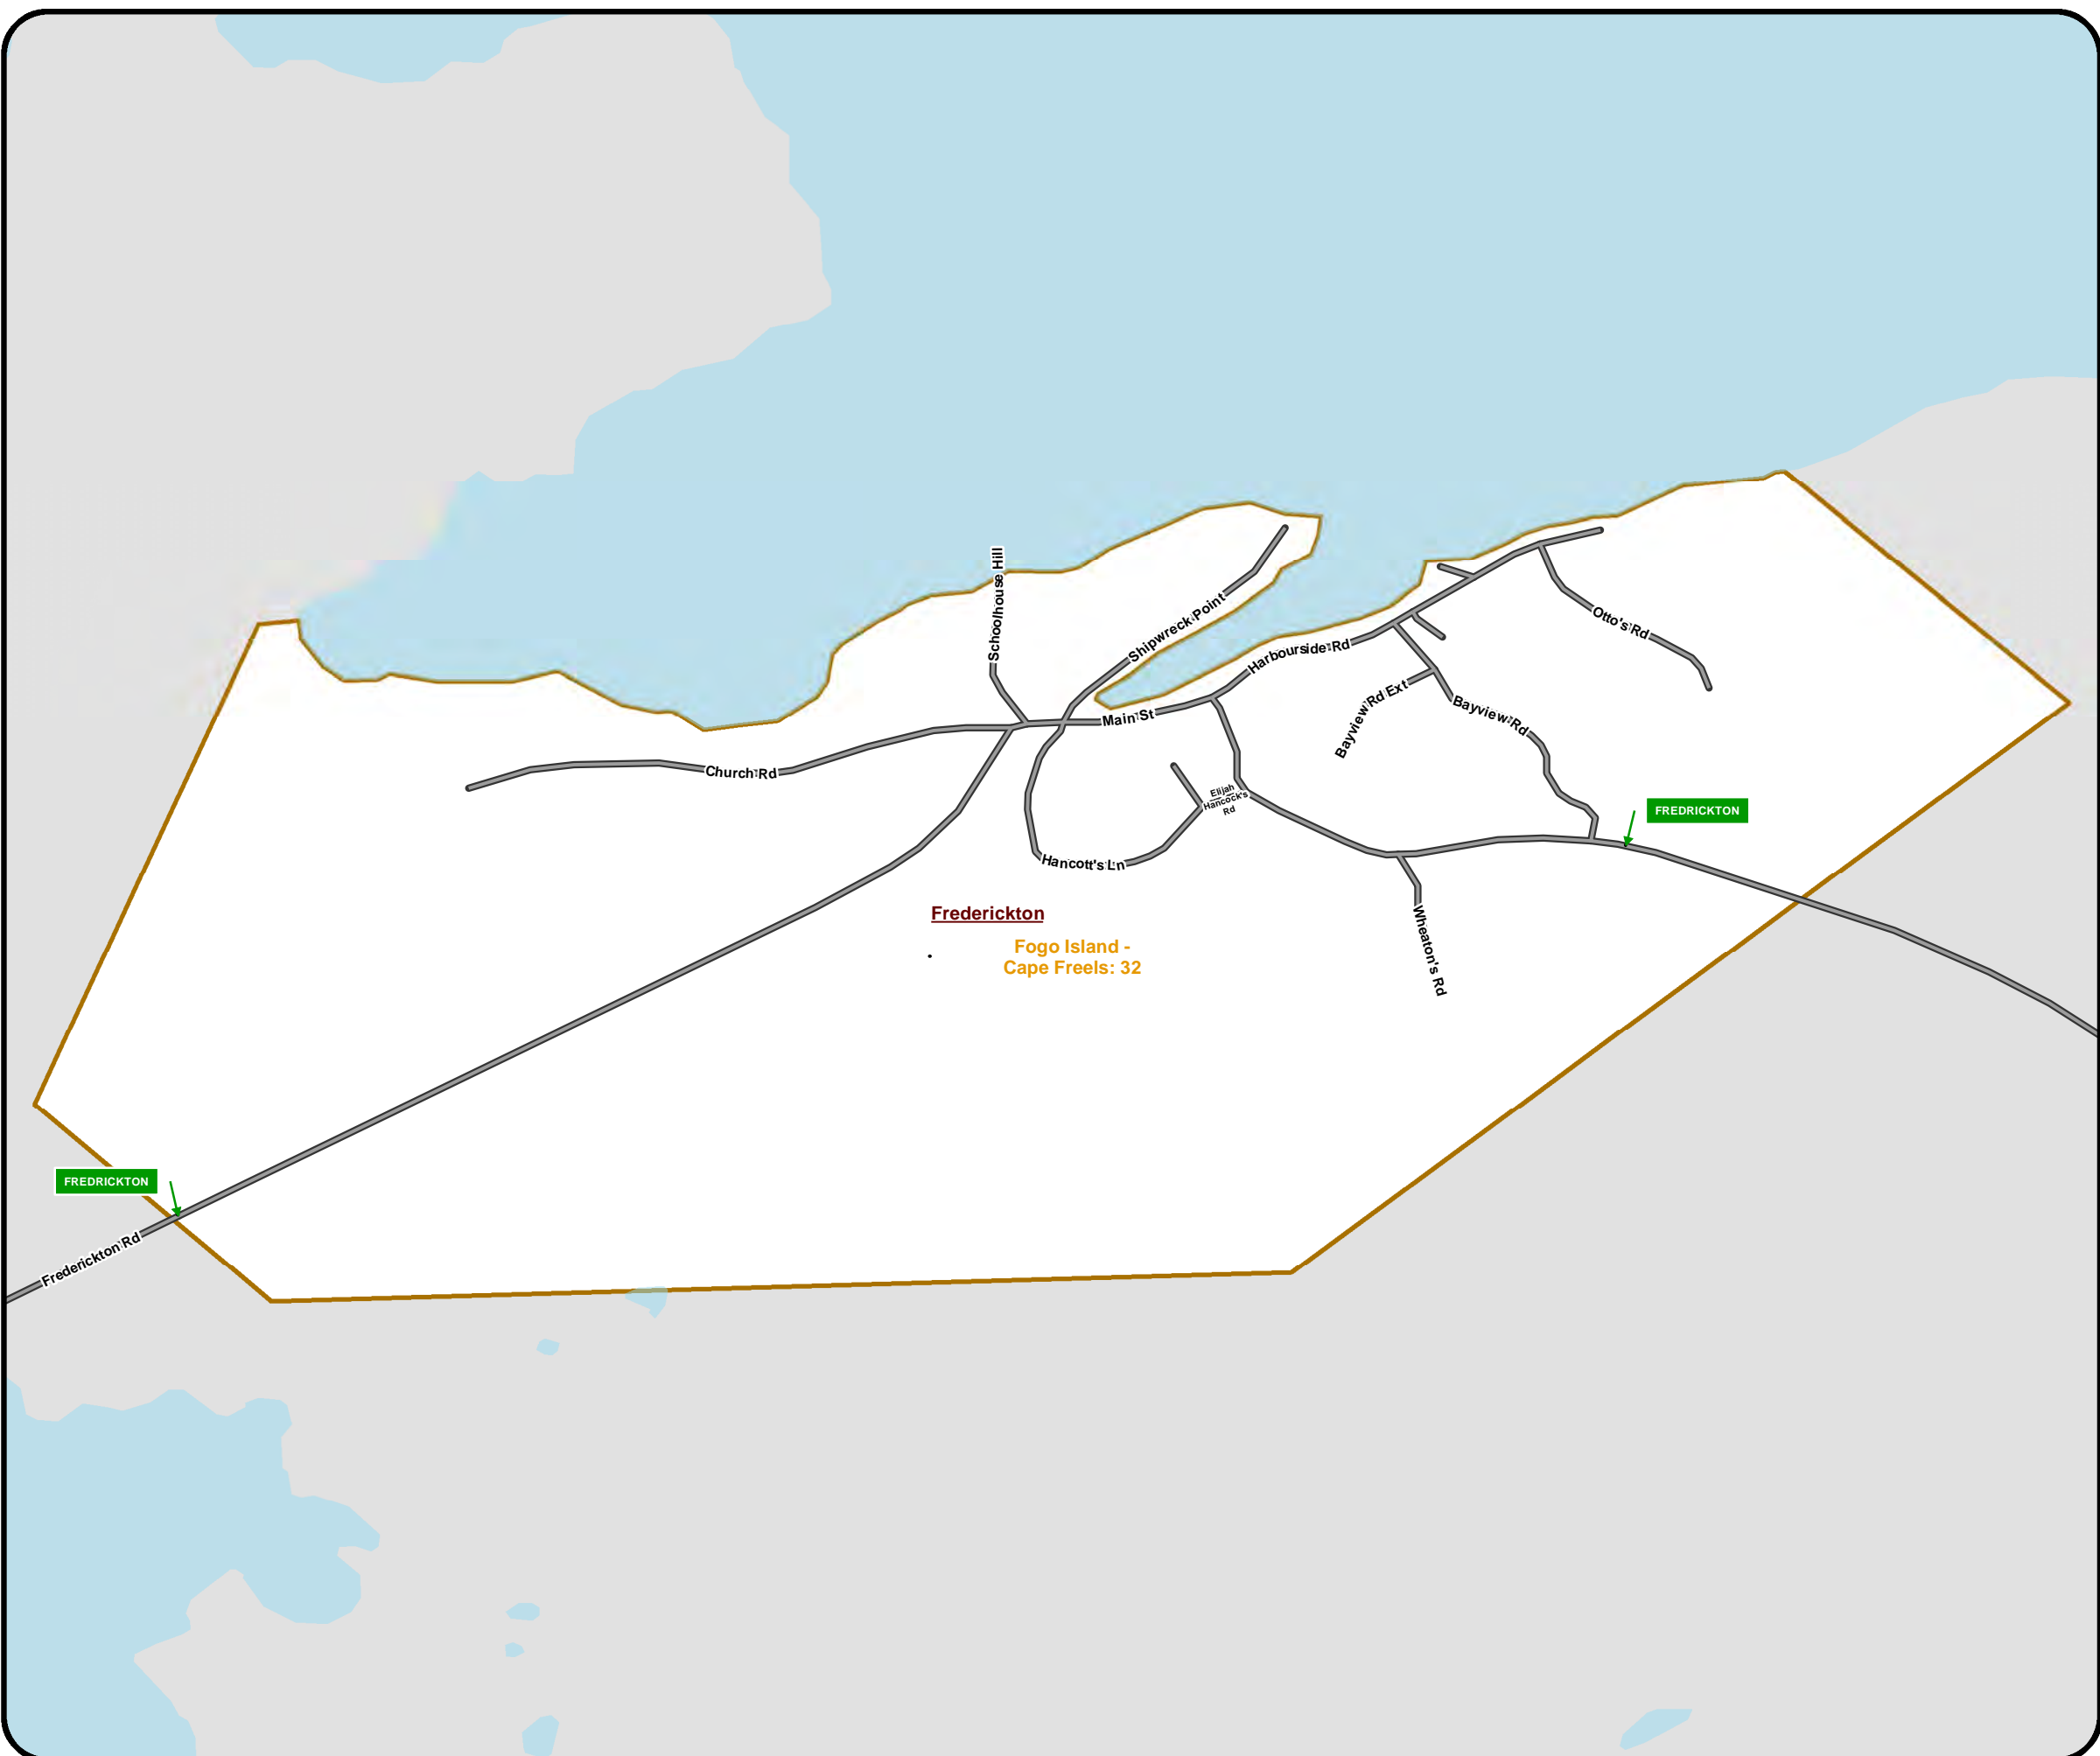 Schoolhouse Hill
Shipwreck Point
Otto's Rd
Harbourside Rd
Bayview Rd Ext
Bayview Rd
Main St
Church Rd
Elijah
Hancock's
Rd
FREDRICKTON
Hancott's Ln
Frederickton
Wheaton's Rd
Fogo Island -
Cape Freels: 32
FREDRICKTON
Frederickton Rd